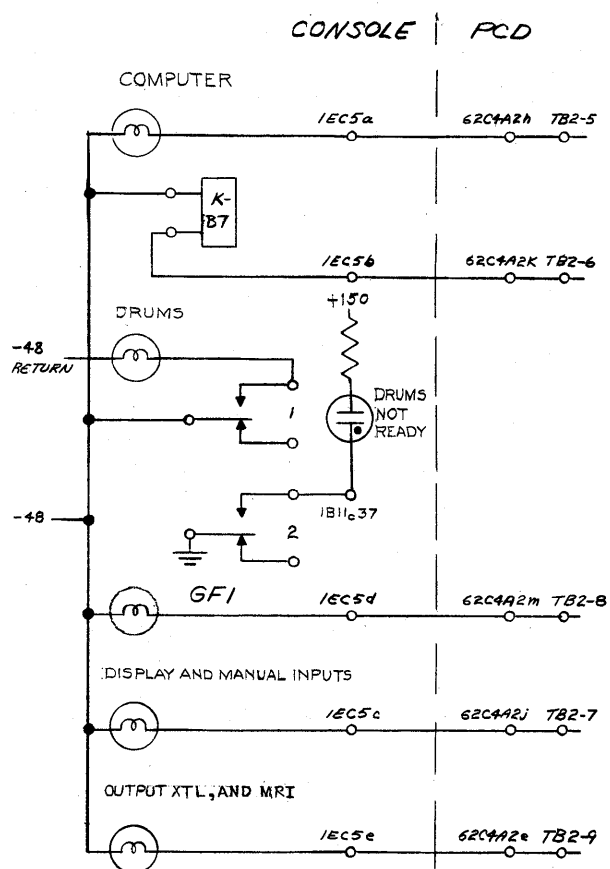 CONSOLE PCD
COMPUTER
1EC5a 62C4A2h TB2-5
K-
B7
1EC5b 62C4A2K TB2-6
+150
DRUMS
-48
RETURN
DRUMS
NOT
READY
1
-48
1B11c37
2
GF1
1EC5d 62C4A2m TB2-8
DISPLAY AND MANUAL INPUTS
1EC5c 62C4A2j TB2-7
OUTPUT XTL, AND MRI
1EC5e 62C4A2e TB2-9